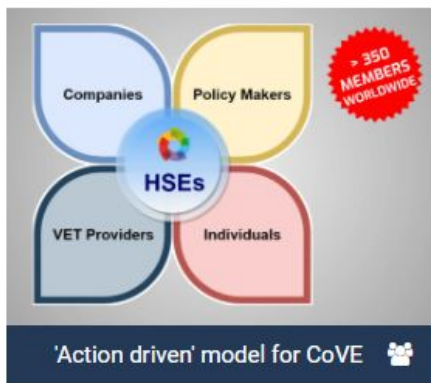 Companies
Policy Makers
> 350
MEMBERS
WORLDWIDE
HSEs
VET Providers
Individuals
'Action driven' model for CoVE